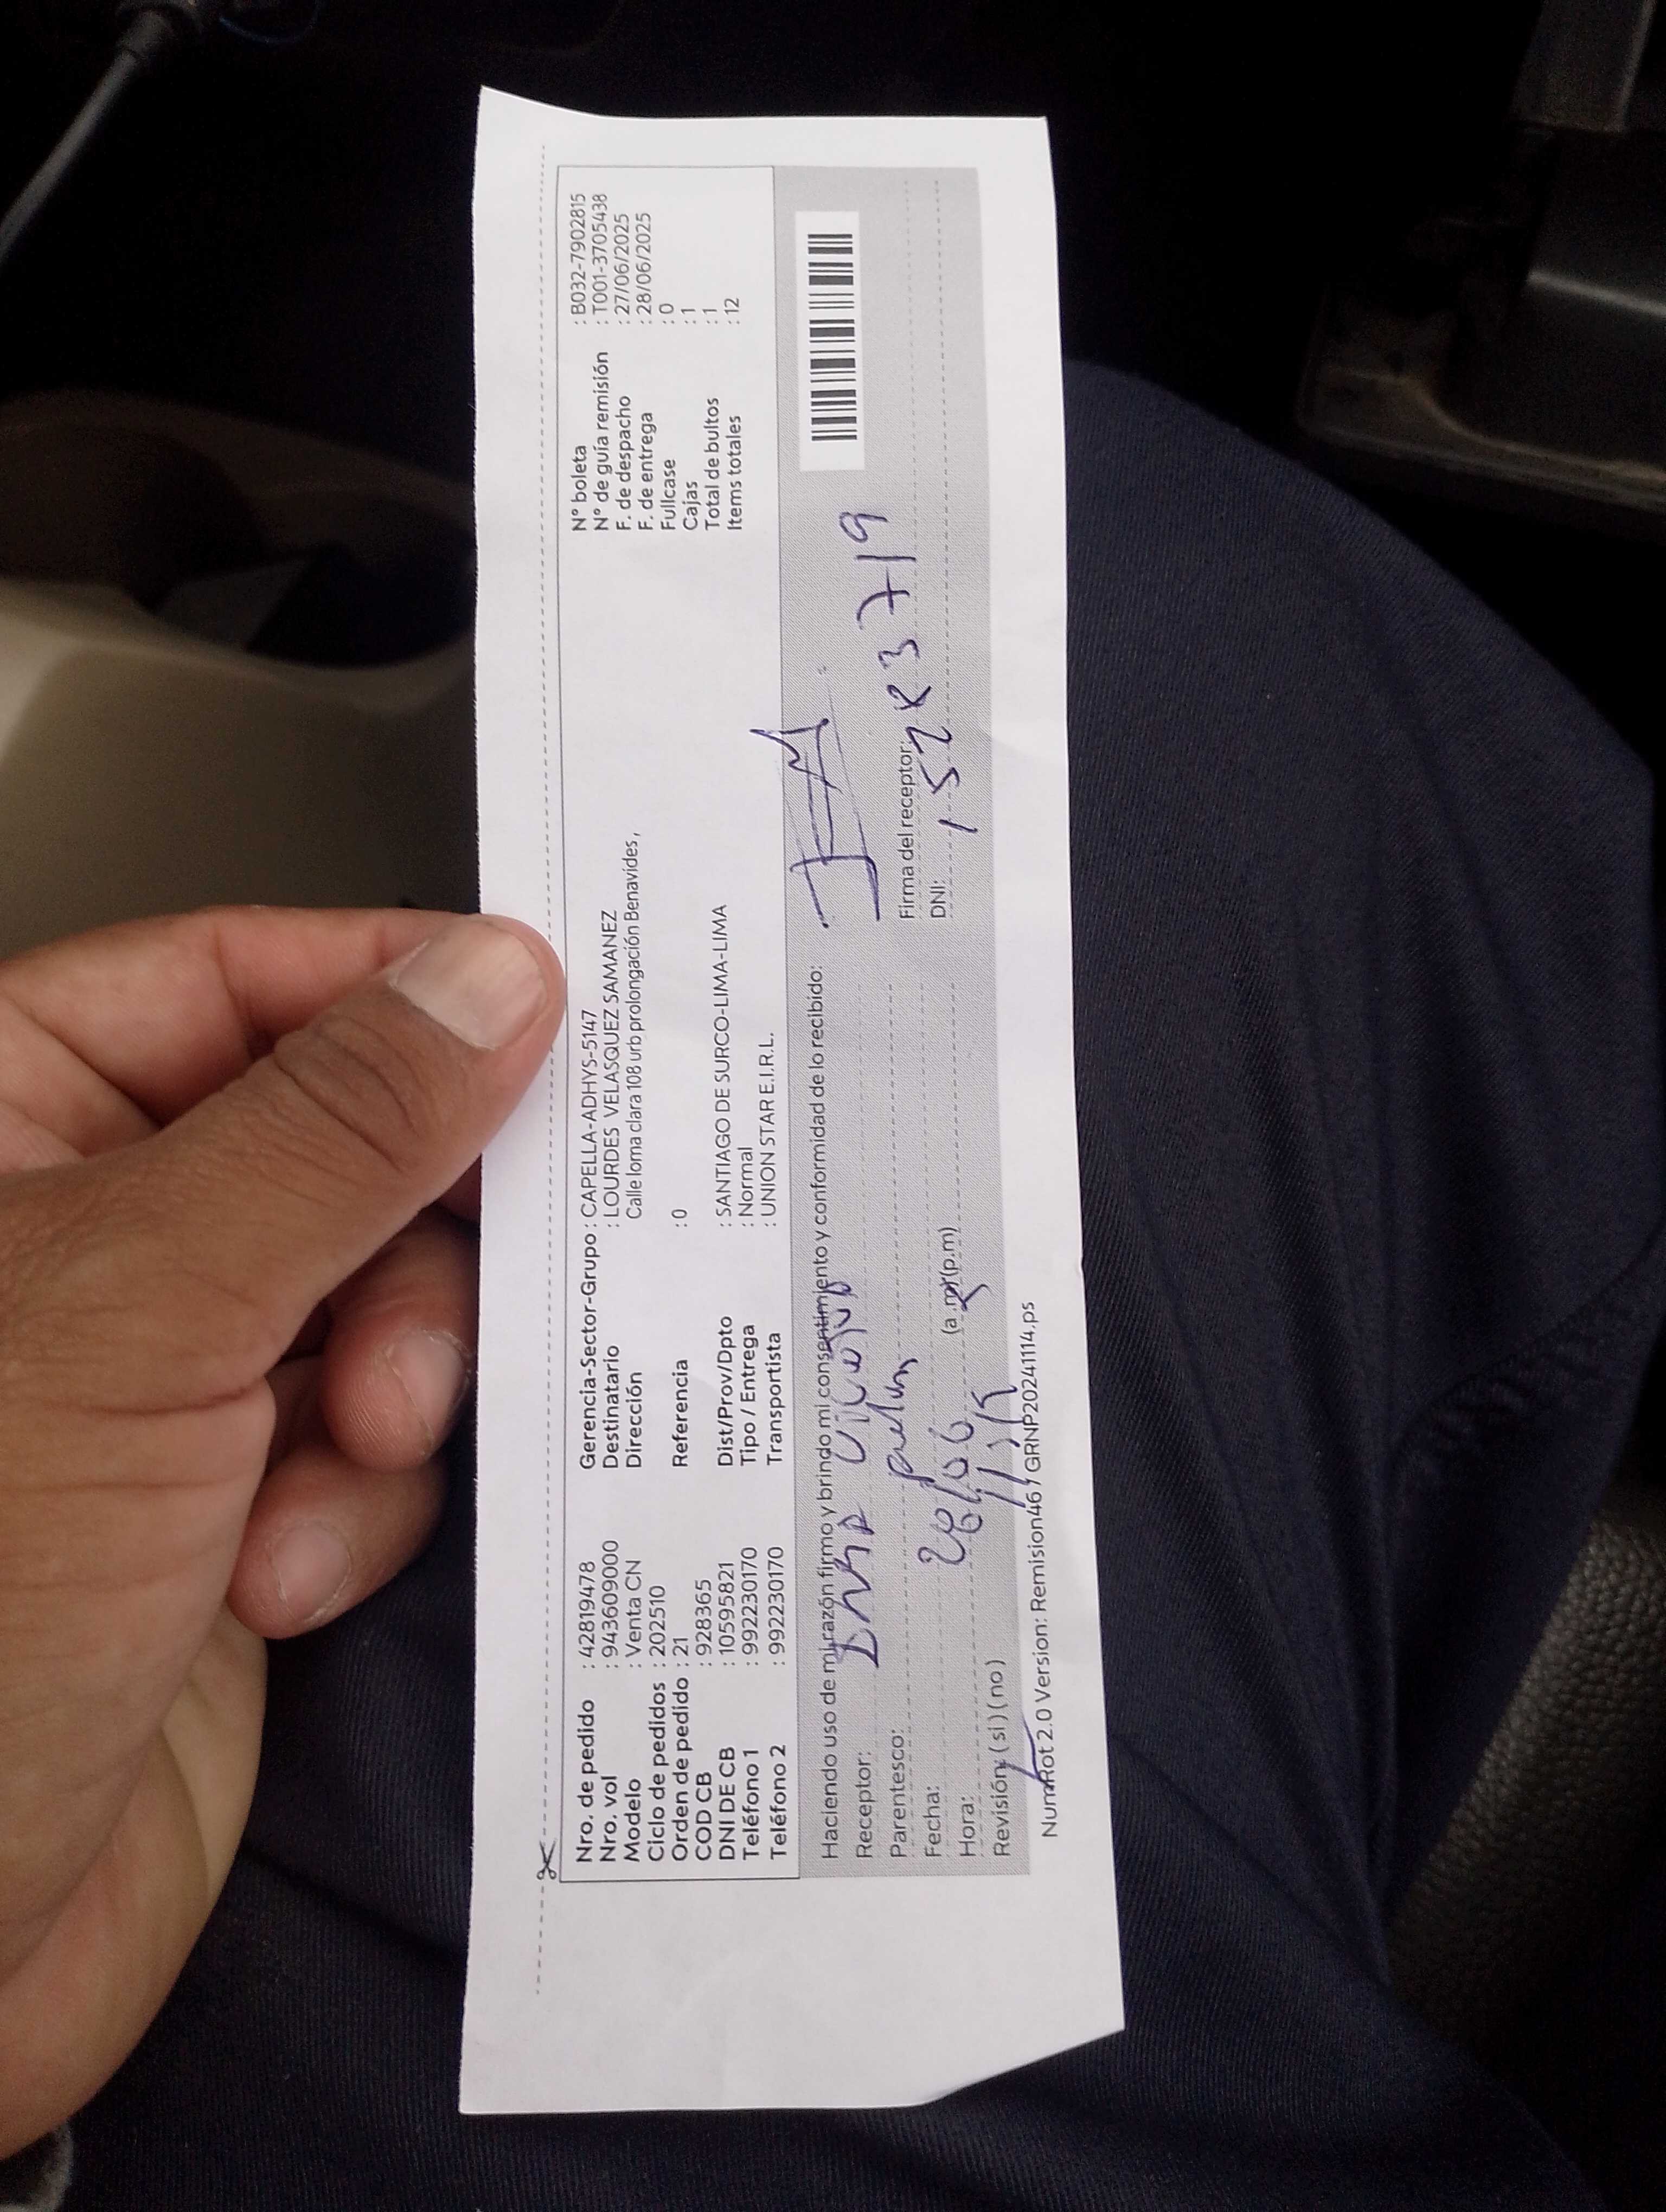 Nro. de pedido : 42819478 Gerencia-Sector-Grupo : CAPELLA-ADHYS-5147 N° boleta : B032-7902815
Nro. vol : 943609000 Destinatario : LOURDES VELASQUEZ SAMANEZ N° de guía remisión : T001-3705438
Modelo : Venta CN Dirección Calle loma clara 108 urb prolongación Benavides, F. de despacho : 27/06/2025
Ciclo de pedidos : 202510 F. de entrega : 28/06/2025
Orden de pedido : 21 Referencia : 0 Fullcase : 0
COD CB : 928365 Cajas : 1
DNI DE CB : 10595821 Dist/Prov/Dpto : SANTIAGO DE SURCO-LIMA-LIMA Total de bultos : 1
Teléfono 1 : 992230170 Tipo / Entrega : Normal Items totales : 12
Teléfono 2 : 992230170 Transportista : UNION STAR E.I.R.L.
Haciendo uso de mi razón firmo y brindo mi consentimiento y conformidad de lo recibido:
Receptor:
Parentesco: Firma del receptor:
Fecha: 28/06 DNI:
Hora: (a.m) (p.m)
Revisión: (si) (no)
NumRot 2.0 Version: Remision46 / GRNP20241114.ps